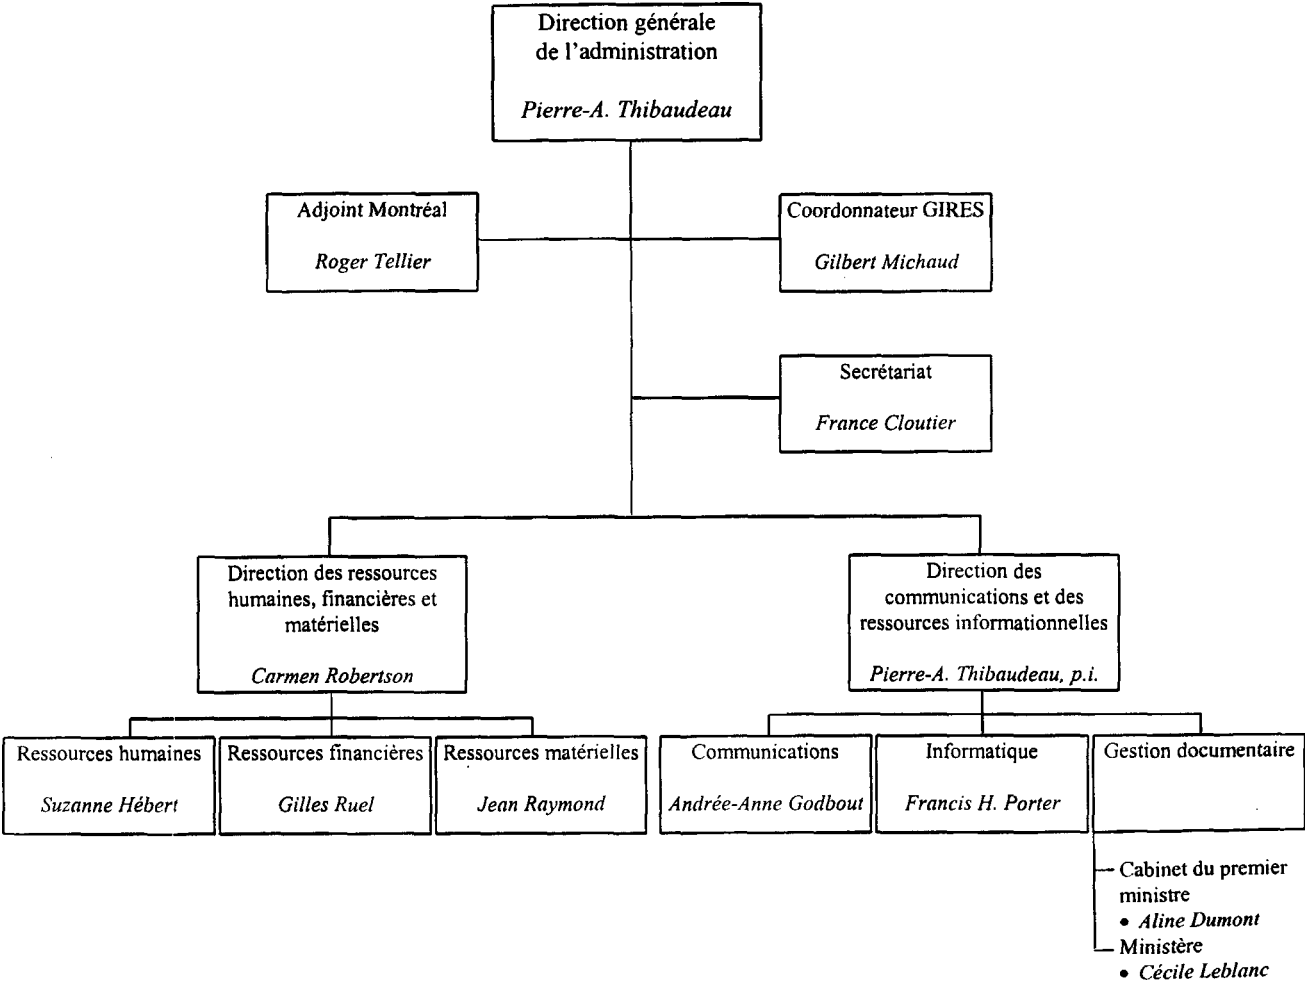 Direction générale
de l'administration
Pierre-A. Thibaudeau
Adjoint Montréal
Roger Tellier
Coordonnateur GIRES
Gilbert Michaud
Secrétariat
France Cloutier
Direction des ressources
humaines, financières et
matérielles
Carmen Robertson
Direction des
communications et des
ressources informationnelles
Pierre-A. Thibaudeau, p.i.
Ressources humaines
Suzanne Hébert
Ressources financières
Gilles Ruel
Ressources matérielles
Jean Raymond
Communications
Andrée-Anne Godbout
Informatique
Francis H. Porter
Gestion documentaire
Cabinet du premier
ministre
• Aline Dumont
Ministère
• Cécile Leblanc